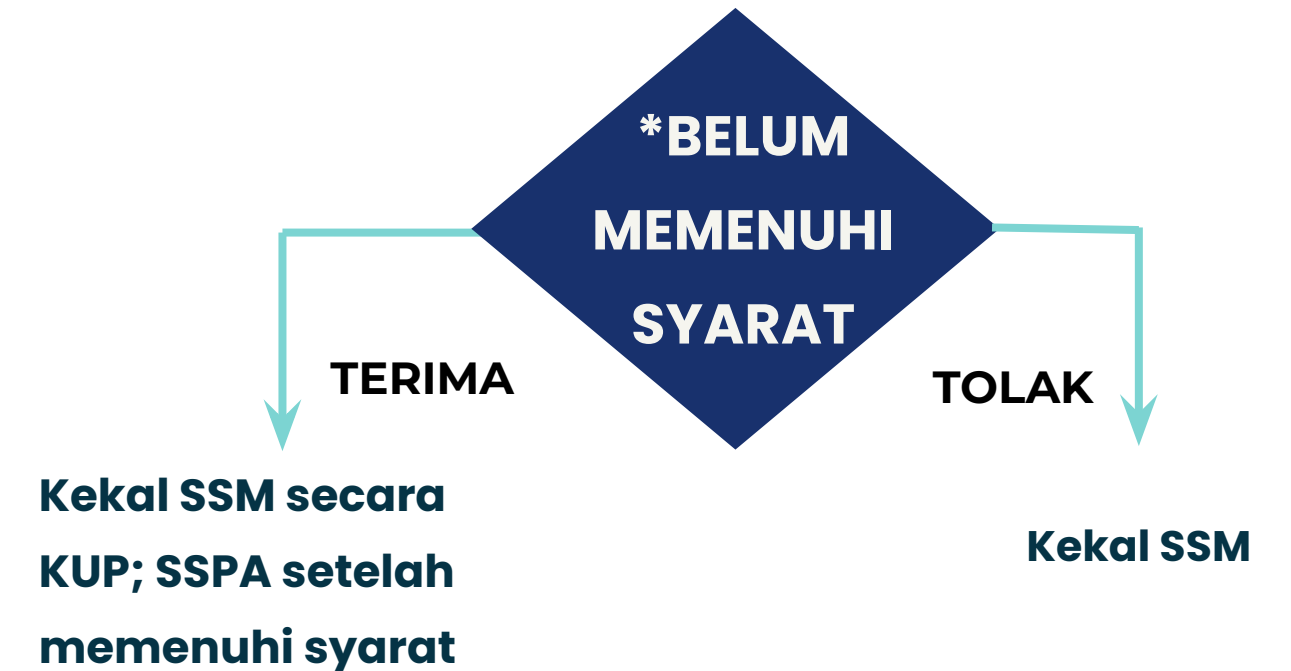 *BELUM
MEMENUHI
SYARAT
TERIMA
TOLAK
Kekal SSM secara
KUP; SSPA setelah
memenuhi syarat
Kekal SSM